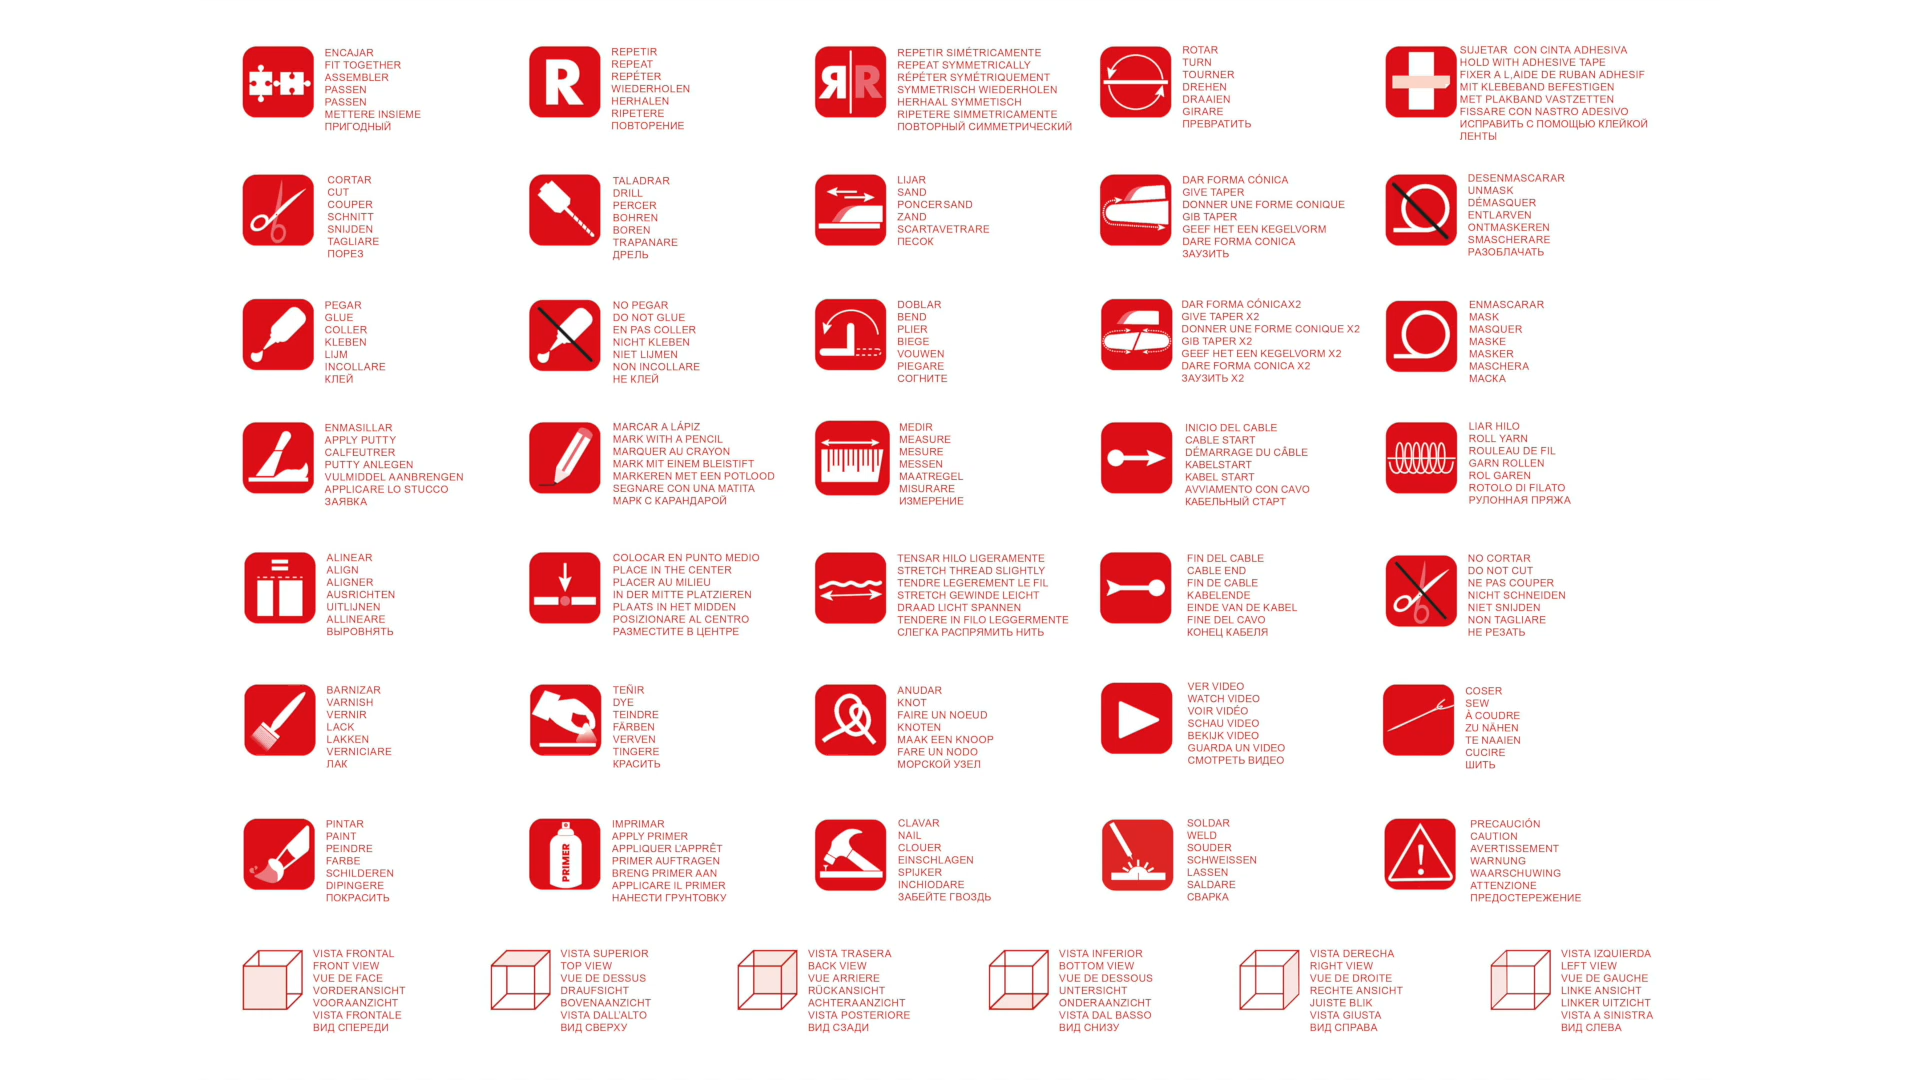 ENCAJAR
FIT TOGETHER
ASSEMBLER
PASSEN
PASSEN
METTERE INSIEME
ПРИГОДНЫЙ
R
REPETIR
REPEAT
REPÉTER
WIEDERHOLEN
HERHALEN
RIPETERE
ПОВТОРЕНИЕ
R R
REPETIR SIMÉTRICAMENTE
REPEAT SYMMETRICALLY
RÉPÉTER SYMÉTRIQUEMENT
SYMMETRISCH WIEDERHOLEN
HERHAAL SYMMETISCH
RIPETERE SIMMETRICAMENTE
ПОВТОРНЫЙ СИММЕТРИЧЕСКИЙ
ROTAR
TURN
TOURNER
DREHEN
DRAAIEN
GIRARE
ПРЕВРАТИТЬ
SUJETAR CON CINTA ADHESIVA
HOLD WITH ADHESIVE TAPE
FIXER A L,AIDE DE RUBAN ADHESIF
MIT KLEBEBAND BEFESTIGEN
MET PLAKBAND VASTZETTEN
FISSARE CON NASTRO ADESIVO
ИСПРАВИТЬ С ПОМОЩЬЮ КЛЕЙКОЙ
ЛЕНТЫ
CORTAR
CUT
COUPER
SCHNITT
SNIJDEN
TAGLIARE
ПОРЕЗ
TALADRAR
DRILL
PERCER
BOHREN
BOREN
TRAPANARE
ДРЕЛЬ
LIJAR
SAND
PONCERSAND
ZAND
SCARTAVETRARE
ПЕСОК
DAR FORMA CÓNICA
GIVE TAPER
DONNER UNE FORME CONIQUE
GIB TAPER
GEEF HET EEN KEGELVORM
DARE FORMA CONICA
ЗАУЗИТЬ
DESENMASCARAR
UNMASK
DÉMASQUER
ENTLARVEN
ONTMASKEREN
SMASCHERARE
РАЗОБЛАЧАТЬ
PEGAR
GLUE
COLLER
KLEBEN
LIJM
INCOLLARE
КЛЕЙ
NO PEGAR
DO NOT GLUE
EN PAS COLLER
NICHT KLEBEN
NIET LIJMEN
NON INCOLLARE
НЕ КЛЕЙ
DOBLAR
BEND
PLIER
BIEGE
VOUWEN
PIEGARE
СОГНИТЕ
DAR FORMA CÓNICAX2
GIVE TAPER X2
DONNER UNE FORME CONIQUE X2
GIB TAPER X2
GEEF HET EEN KEGELVORM X2
DARE FORMA CONICA X2
ЗАУЗИТЬ X2
ENMASCARAR
MASK
MASQUER
MASKE
MASKER
MASCHERA
МАСКА
ENMASILLAR
APPLY PUTTY
CALFEUTRER
PUTTY ANLEGEN
VULMIDDEL AANBRENGEN
APPLICARE LO STUCCO
ЗАЯВКА
MARCAR A LÁPIZ
MARK WITH A PENCIL
MARQUER AU CRAYON
MARK MIT EINEM BLEISTIFT
MARKEREN MET EEN POTLOOD
SEGNARE CON UNA MATITA
МАРК С КАРАНДАРОЙ
MEDIR
MEASURE
MESURE
MESSEN
MAATREGEL
MISURARE
ИЗМЕРЕНИЕ
INICIO DEL CABLE
CABLE START
DÉMARRAGE DU CÂBLE
KABELSTART
KABEL START
AVVIAMENTO CON CAVO
КАБЕЛЬНЫЙ СТАРТ
LIAR HILO
ROLL YARN
ROULEAU DE FIL
GARN ROLLEN
ROL GAREN
ROTOLO DI FILATO
РУЛОННАЯ ПРЯЖА
ALINEAR
ALIGN
ALIGNER
AUSRICHTEN
UITLIJNEN
ALLINEARE
ВЫРОВНЯТЬ
COLOCAR EN PUNTO MEDIO
PLACE IN THE CENTER
PLACER AU MILIEU
IN DER MITTE PLATZIEREN
PLAATS IN HET MIDDEN
POSIZIONARE AL CENTRO
РАЗМЕСТИТЕ В ЦЕНТРЕ
TENSAR HILO LIGERAMENTE
STRETCH THREAD SLIGHTLY
TENDRE LEGEREMENT LE FIL
STRETCH GEWINDE LEICHT
DRAAD LICHT SPANNEN
TENDERE IN FILO LEGGERMENTE
СЛЕГКА РАСПРЯМИТЬ НИТЬ
FIN DEL CABLE
CABLE END
FIN DE CABLE
KABELENDE
EINDE VAN DE KABEL
FINE DEL CAVO
КОНЕЦ КАБЕЛЯ
NO CORTAR
DO NOT CUT
NE PAS COUPER
NICHT SCHNEIDEN
NIET SNIJDEN
NON TAGLIARE
НЕ РЕЗАТЬ
BARNIZAR
VARNISH
VERNIR
LACK
LAKKEN
VERNICIARE
ЛАК
TEÑIR
DYE
TEINDRE
FÄRBEN
VERVEN
TINGERE
КРАСИТЬ
ANUDAR
KNOT
FAIRE UN NOEUD
KNOTEN
MAAK EEN KNOOP
FARE UN NODO
МОРСКОЙ УЗЕЛ
VER VIDEO
WATCH VIDEO
VOIR VIDÉO
SCHAU VIDEO
BEKIJK VIDEO
GUARDA UN VIDEO
СМОТРЕТЬ ВИДЕО
COSER
SEW
À COUDRE
ZU NÄHEN
TE NAAIEN
CUCIRE
ШИТЬ
PINTAR
PAINT
PEINDRE
FARBE
SCHILDEREN
DIPINGERE
ПОКРАСИТЬ
PRIMER
IMPRIMAR
APPLY PRIMER
APPLIQUER L'APPRÊT
PRIMER AUFTRAGEN
BRENG PRIMER AAN
APPLICARE IL PRIMER
НАНЕСТИ ГРУНТОВКУ
CLAVAR
NAIL
CLOUER
EINSCHLAGEN
SPIJKER
INCHIODARE
ЗАБЕЙТЕ ГВОЗДЬ
SOLDAR
WELD
SOUDER
SCHWEISSEN
LASSEN
SALDARE
СВАРКА
PRECAUCIÓN
CAUTION
AVERTISSEMENT
WARNUNG
WAARSCHUWING
ATTENZIONE
ПРЕДОСТЕРЕЖЕНИЕ
VISTA FRONTAL
FRONT VIEW
VUE DE FACE
VORDERANSICHT
VOORAANZICHT
VISTA FRONTALE
ВИД СПЕРЕДИ
VISTA SUPERIOR
TOP VIEW
VUE DE DESSUS
DRAUFSICHT
BOVENAANZICHT
VISTA DALL'ALTO
ВИД СВЕРХУ
VISTA TRASERA
BACK VIEW
VUE ARRIERE
RÜCKANSICHT
ACHTERAANZICHT
VISTA POSTERIORE
ВИД СЗАДИ
VISTA INFERIOR
BOTTOM VIEW
VUE DE DESSOUS
UNTERSICHT
ONDERAANZICHT
VISTA DAL BASSO
ВИД СНИЗУ
VISTA DERECHA
RIGHT VIEW
VUE DE DROITE
RECHTE ANSICHT
JUISTE BLIK
VISTA GIUSTA
ВИД СПРАВА
VISTA IZQUIERDA
LEFT VIEW
VUE DE GAUCHE
LINKE ANSICHT
LINKER UITZICHT
VISTA A SINISTRA
ВИД СЛЕВА